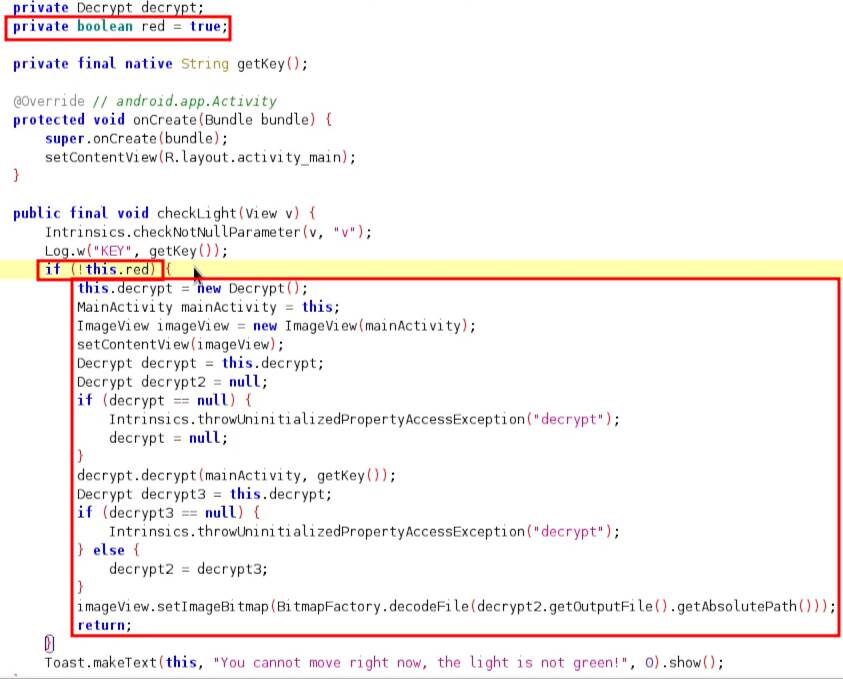 private Decrypt decrypt;
private boolean red = true;
private final native String getKey();
@Override // android.app.Activity
protected void onCreate(Bundle bundle) {
super.onCreate(bundle);
setContentView(R.layout.activity_main);
}
public final void checkLight(View v) {
Intrinsics.checkNotNullParameter(v, "v");
Log.w("KEY", getKey());
if (!this.red) {
this.decrypt = new Decrypt();
MainActivity mainActivity = this;
ImageView imageView = new ImageView(mainActivity);
setContentView(imageView);
Decrypt decrypt = this.decrypt;
Decrypt decrypt2 = null;
if (decrypt == null) {
Intrinsics.throwUninitializedPropertyAccessException("decrypt");
decrypt = null;
}
decrypt.decrypt(mainActivity, getKey());
Decrypt decrypt3 = this.decrypt;
if (decrypt3 == null) {
Intrinsics.throwUninitializedPropertyAccessException("decrypt");
} else {
decrypt2 = decrypt3;
}
imageView.setImageBitmap(BitmapFactory.decodeFile(decrypt2.getOutputFile().getAbsolutePath()));
return;
}
Toast.makeText(this, "You cannot move right now, the light is not green!", 0).show();